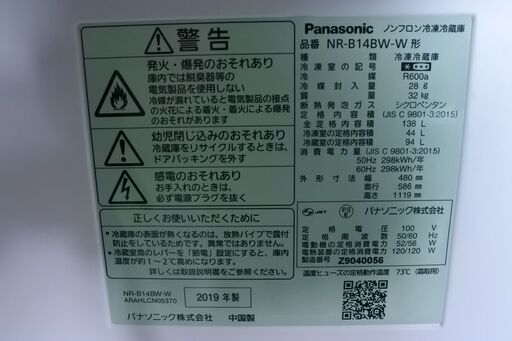 警告
発火・爆発のおそれあり
庫内では脱臭器等の
電気製品を使用しない
冷媒が漏れていると電気製品の接点
の火花による着火・着火による爆発
のおそれあり
幼児閉じ込みのおそれあり
冷蔵庫をリサイクルするときは、
ドアパッキングを外す
感電のおそれあり
お手入れのときは、
必ず電源プラグを抜く
正しくお使いいただくために
冷蔵庫の表面が熱くなるのは、放熱パイプで露付
防止をしているためで、異常ではありません。
冷蔵室奥のレバーを「節電」設定にすると、庫内
温度が約1~2℃高くなります。
詳しくは取扱説明書をご覧ください。
NR-B14BW-W
ARAHLCN05370
2019 年製
パナソニック株式会社 中国製
Panasonic ノンフロン冷凍冷蔵庫
品番 NR-B14BW-W 形
種類 冷凍冷蔵庫
冷凍室の記号
冷媒 R600a
冷媒封入量 28 g
質量 32 kg
断熱発泡ガス シクロペンタン
全定格内容積 (JIS C 9801-3:2015)
138 L
冷凍室の定格内容積 44 L
冷蔵室の定格内容積 94 L
消費電力量 (JIS C 9801-3:2015)
50Hz 298kWh/年
60Hz 298kWh/年
外形寸法 幅 480 mm
奥行 586 mm
高さ 1119 mm
JET PS E パナソニック株式会社
定格電圧 100 V
定格周波数 50/60 Hz
電動機の定格消費電力 52/56 W
電熱装置の定格消費電力 120/120 W
製造番号 Z9040056
温度ヒューズの定格動作温度 73℃ (霜取用)